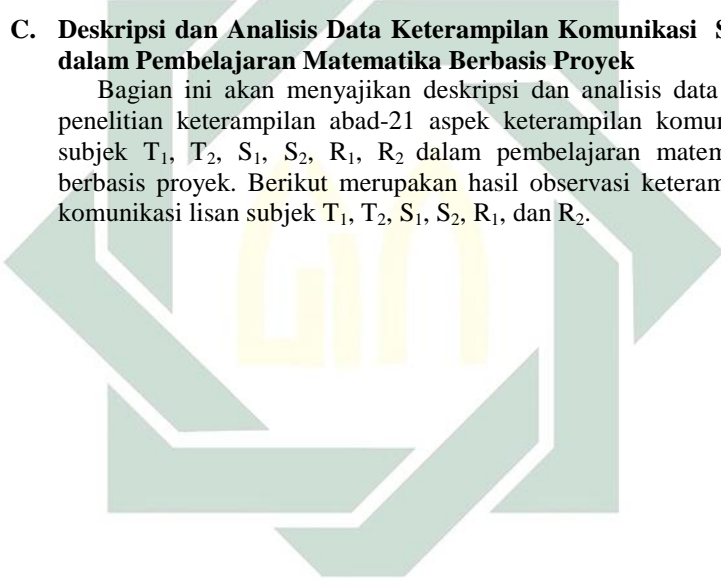 C. Deskripsi dan Analisis Data Keterampilan Komunikasi
dalam Pembelajaran Matematika Berbasis Proyek
Bagian ini akan menyajikan deskripsi dan analisis data
penelitian keterampilan abad-21 aspek keterampilan
subjek T₁, T₂, S₁, S₂, R₁, R₂ dalam pembelajaran
berbasis proyek. Berikut merupakan hasil observasi
komunikasi lisan subjek T₁, T₂, S₁, S₂, R₁, dan R₂.